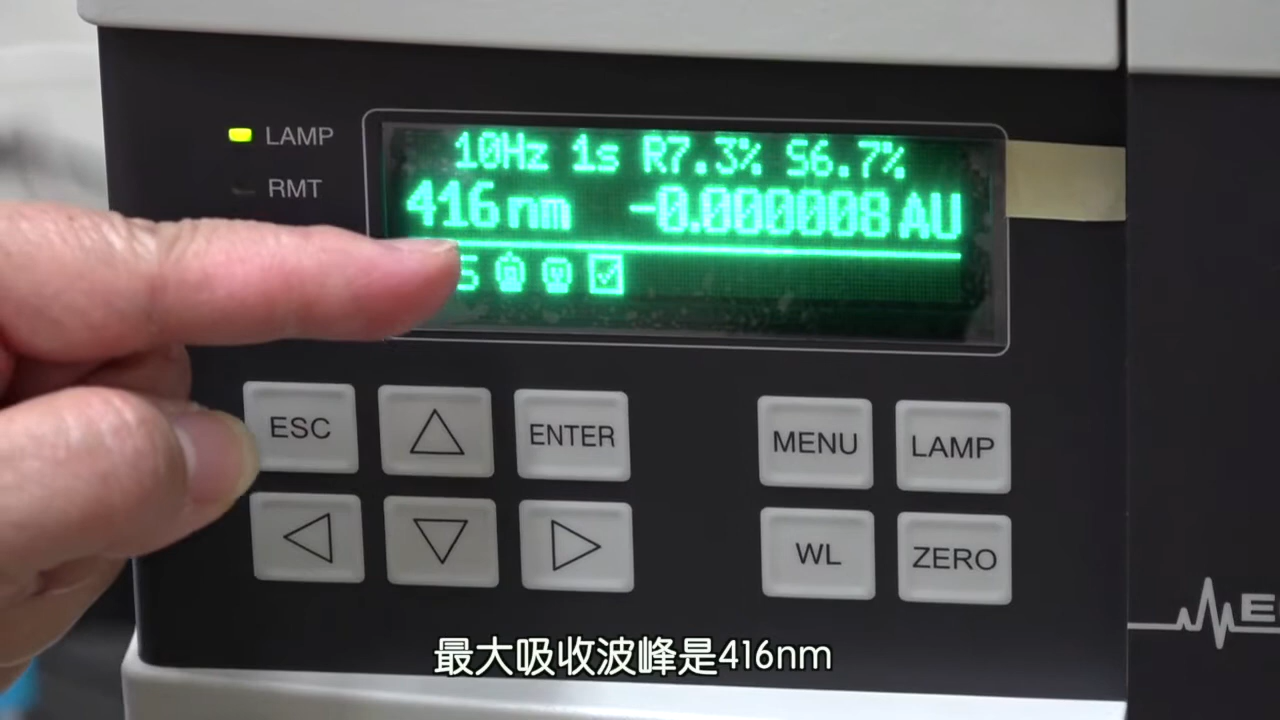 LAMP
RMT
10Hz 1s R7.3% S6.7%
416nm -0.000008AU
S
ESC
ENTER
MENU
LAMP
WL
ZERO
最大吸收波峰是416nm